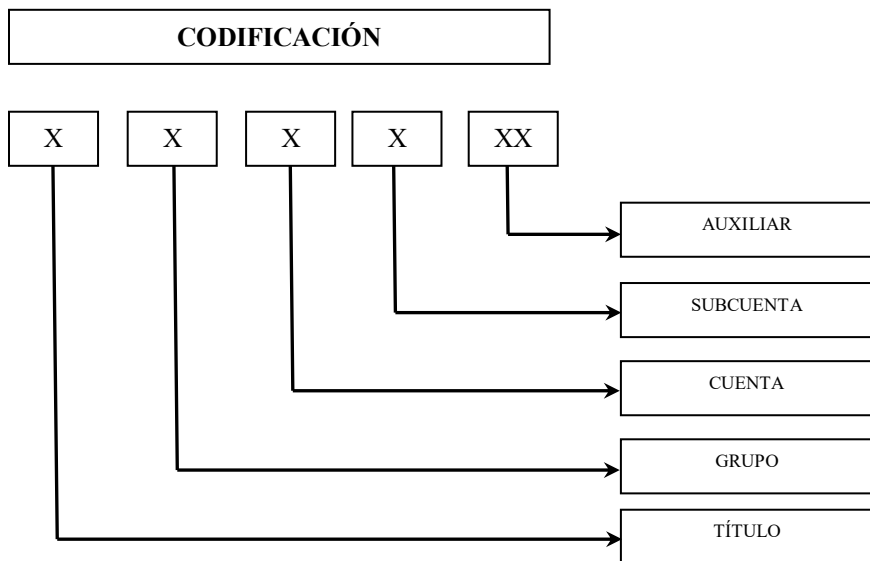 CODIFICACIÓN
X X X X XX
AUXILIAR
SUBCUENTA
CUENTA
GRUPO
TÍTULO